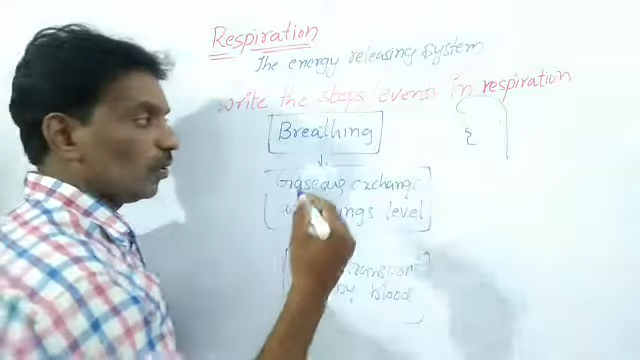 Respiration
The energy releasing system
write the steps events in respiration
Breathing
Gaseous exchange
lungs level
by blood